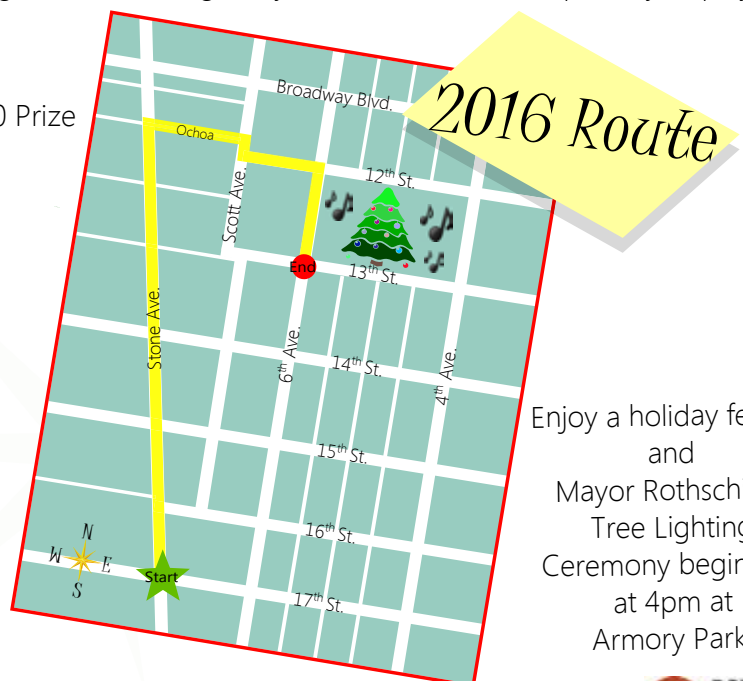 0 Prize
2016 Route
Broadway Blvd.
Ochoa
12th St.
Scott Ave.
End
13th St.
Stone Ave.
6th Ave.
14th St.
4th Ave.
15th St.
16th St.
N
W
E
S
Start
17th St.
Enjoy a holiday fe
and
Mayor Rothsch
Tree Lighting
Ceremony begin
at 4pm at
Armory Park